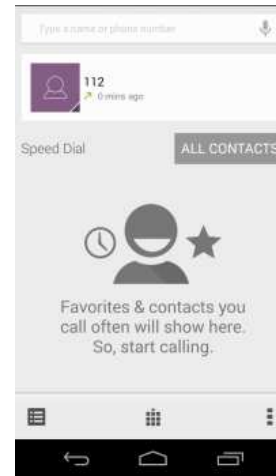 Type a name or phone number
112
0 mins ago
Speed Dial
ALL CONTACTS
Favorites & contacts you
call often will show here.
So, start calling.